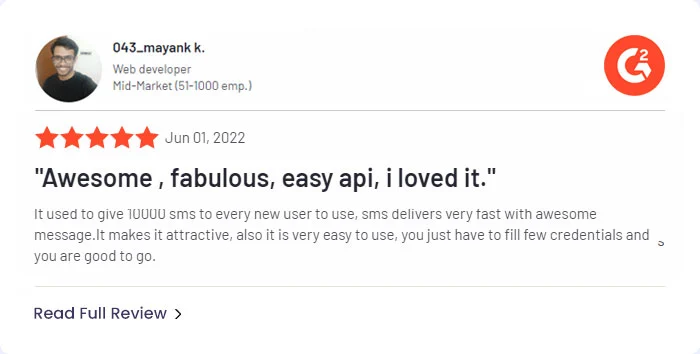 043_mayank k.
Web developer
Mid-Market (51-1000 emp.)
G2
Jun 01, 2022
"Awesome , fabulous, easy api, i loved it."
It used to give 10000 sms to every new user to use, sms delivers very fast with awesome
message.It makes it attractive, also it is very easy to use, you just have to fill few credentials and
you are good to go.
Read Full Review >